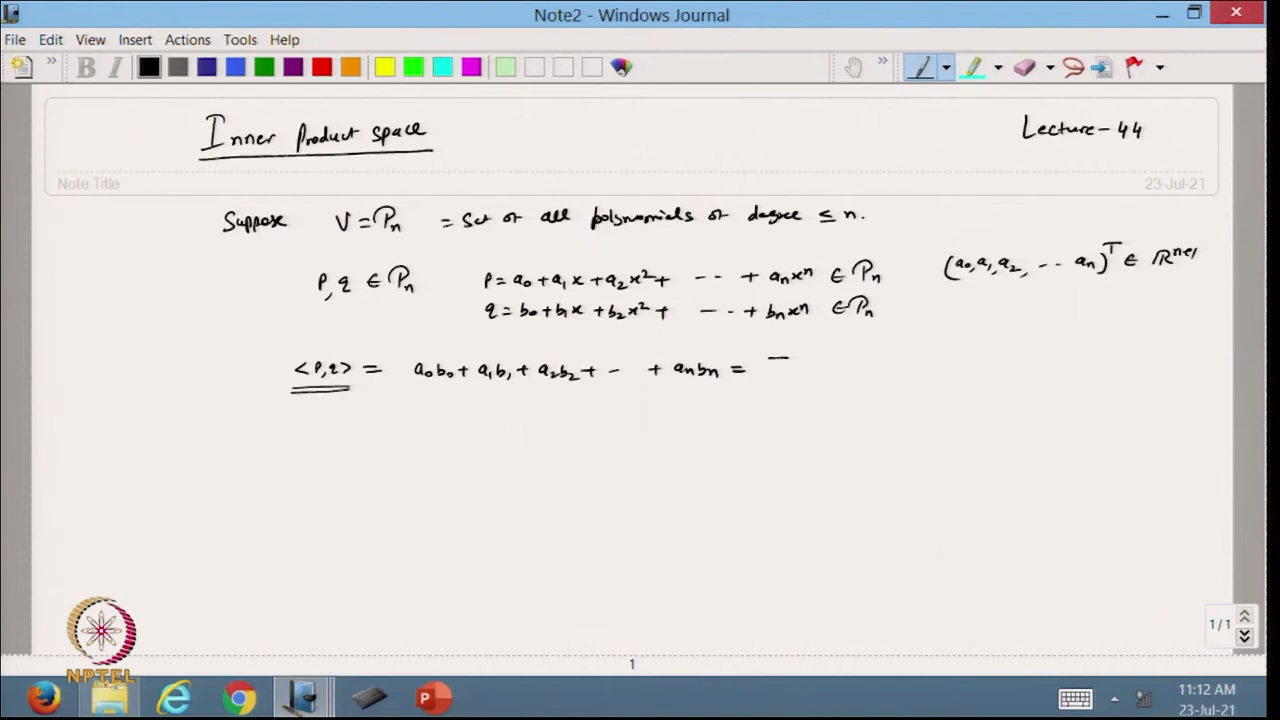 Note2 - Windows Journal
File Edit View Insert Actions Tools Help
B I
Inner Product space
Lecture-44
Note Title
23-Jul-21
Suppose V = Pn = Set of all polynomials of degree ≤ n.
P, q ∈ Pn
P = a0 + a1x + a2x² + -- .. + anxⁿ ∈ Pn
(a0, a1, a2, -.. an)ᵀ ∈ ℝⁿ⁺¹
q = b0 + b1x + b2x² + -- .. + bnxⁿ ∈ Pn
<P,q> = a0b0 + a1b1 + a2b2 + - + anbn =
1 / 1
1
NPTEL
P
11:12 AM
23-Jul-21